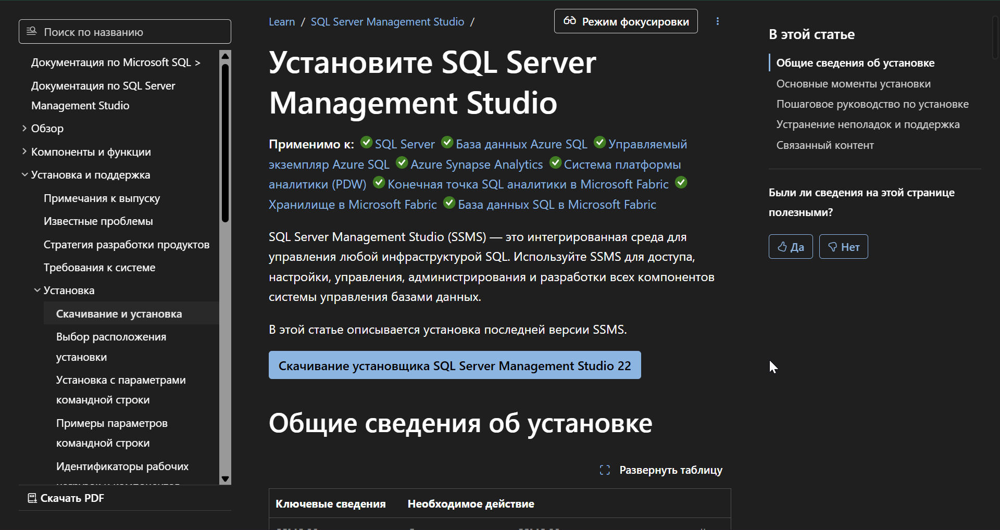 Поиск по названию
Документация по Microsoft SQL >
Документация по SQL Server
Management Studio
Обзор
Компоненты и функции
Установка и поддержка
Примечания к выпуску
Известные проблемы
Стратегия разработки продуктов
Требования к системе
Установка
Скачивание и установка
Выбор расположения
установки
Установка с параметрами
командной строки
Примеры параметров
командной строки
Идентификаторы рабочих
Скачать PDF
Learn / SQL Server Management Studio /
Режим фокусировки
Установите SQL Server
Management Studio
Применимо к: SQL Server База данных Azure SQL Управляемый
экземпляр Azure SQL Azure Synapse Analytics Система платформы
аналитики (PDW) Конечная точка SQL аналитики в Microsoft Fabric
Хранилище в Microsoft Fabric База данных SQL в Microsoft Fabric
SQL Server Management Studio (SSMS) — это интегрированная среда для
управления любой инфраструктурой SQL. Используйте SSMS для доступа,
настройки, управления, администрирования и разработки всех компонентов
системы управления базами данных.
В этой статье описывается установка последней версии SSMS.
Скачивание установщика SQL Server Management Studio 22
Общие сведения об установке
Развернуть таблицу
Ключевые сведения Необходимое действие
В этой статье
Общие сведения об установке
Основные моменты установки
Пошаговое руководство по установке
Устранение неполадок и поддержка
Связанный контент
Были ли сведения на этой странице
полезными?
Да Нет